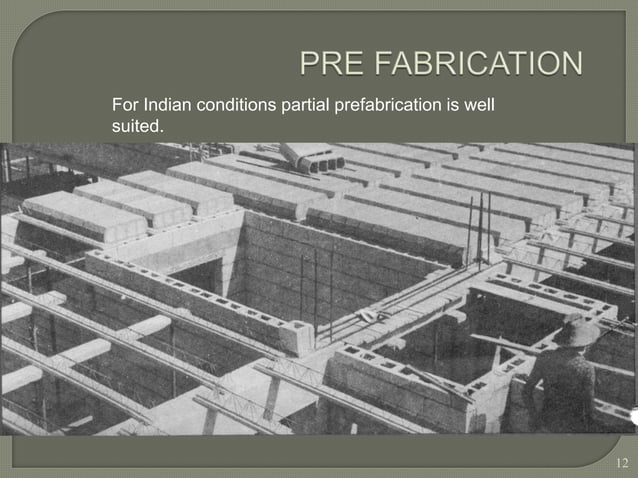 PRE FABRICATION
For Indian conditions partial prefabrication is well
suited.
12